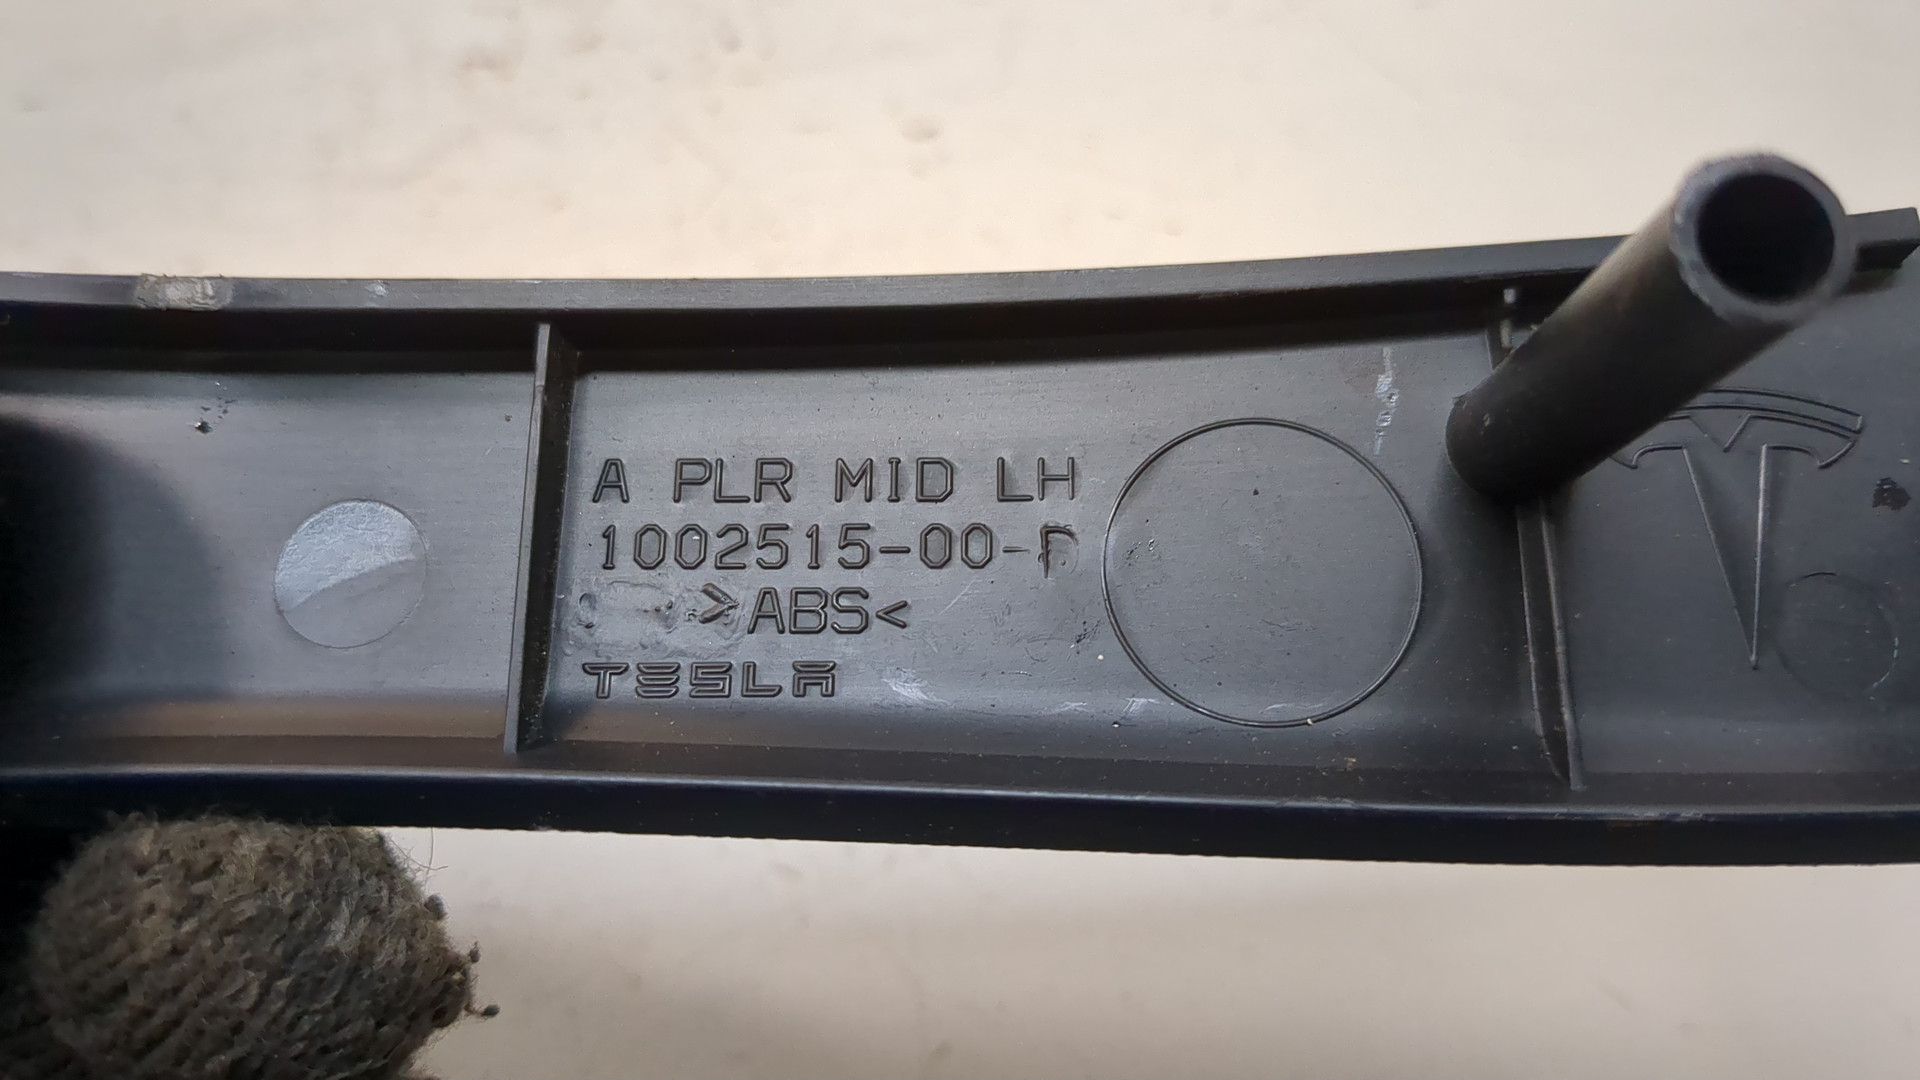 A PLR MID LH
1002515-00-
>ABS<
TESLA